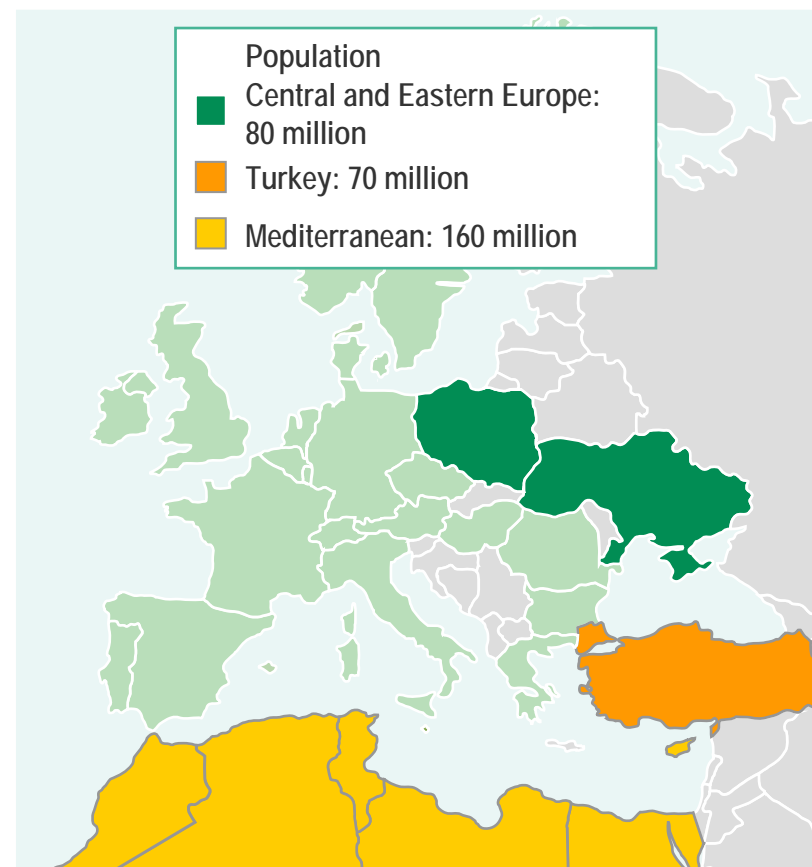 Population
Central and Eastern Europe:
80 million
Turkey: 70 million
Mediterranean: 160 million